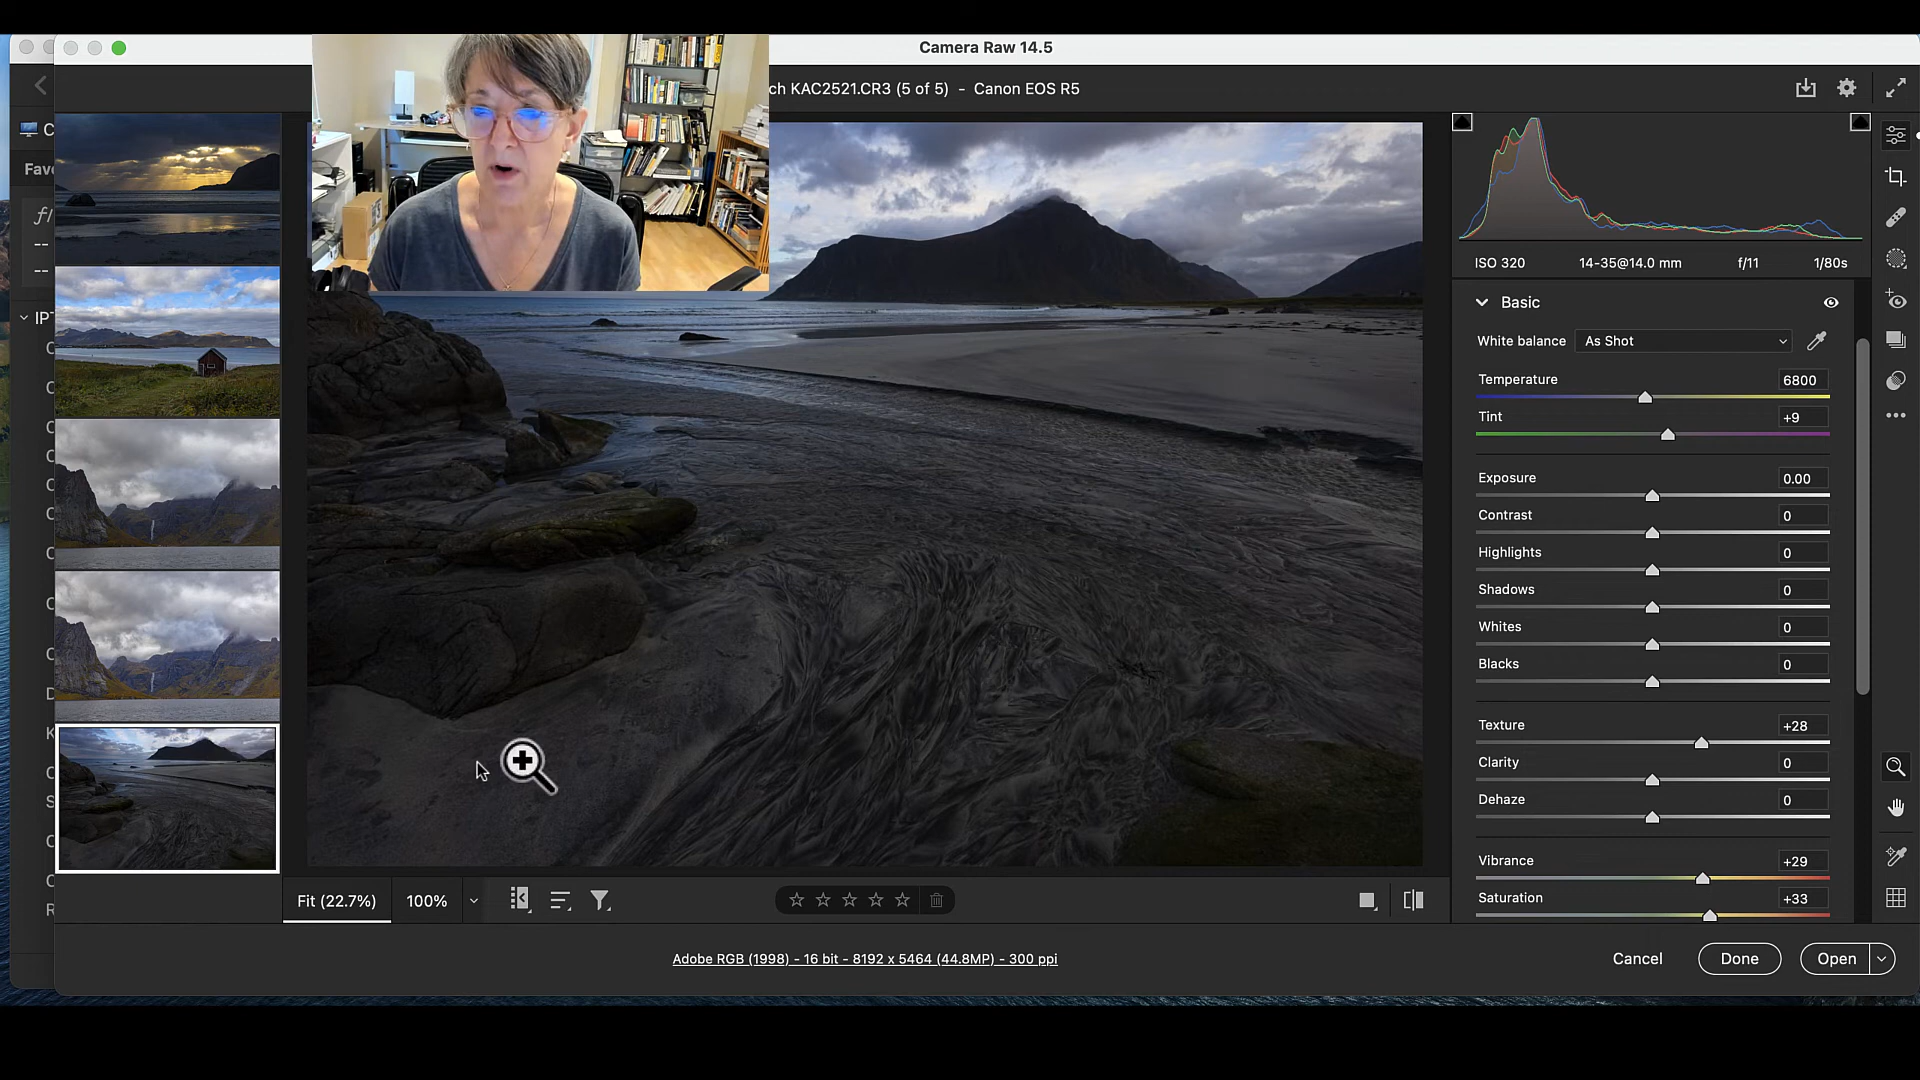 Camera Raw 14.5
ch KAC2521.CR3 (5 of 5) - Canon EOS R5
C
Fav
f/
--
--
IPT
C
C
C
C
C
C
C
C
D
K
C
S
C
C
R
ISO 320 14-35@14.0 mm f/11 1/80s
Basic
White balance As Shot
Temperature 6800
Tint +9
Exposure 0.00
Contrast 0
Highlights 0
Shadows 0
Whites 0
Blacks 0
Texture +28
Clarity 0
Dehaze 0
Vibrance +29
Saturation +33
Fit (22.7%) 100%
Adobe RGB (1998) - 16 bit - 8192 x 5464 (44.8MP) - 300 ppi
Cancel Done Open